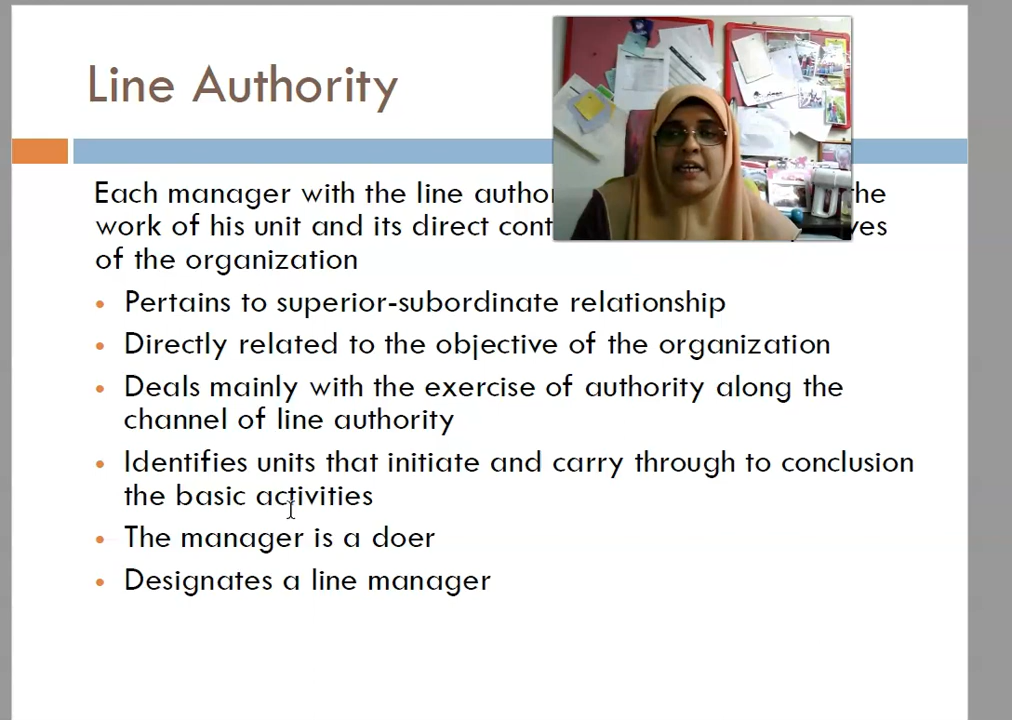 Line Authority
Each manager with the line the
work of his unit and its direct
of the organization
• Pertains to superior-subordinate relationship
• Directly related to the objective of the organization
• Deals mainly with the exercise of authority along the
channel of line authority
• Identifies units that initiate and carry through to conclusion
the basic activities
• The manager is a doer
• Designates a line manager